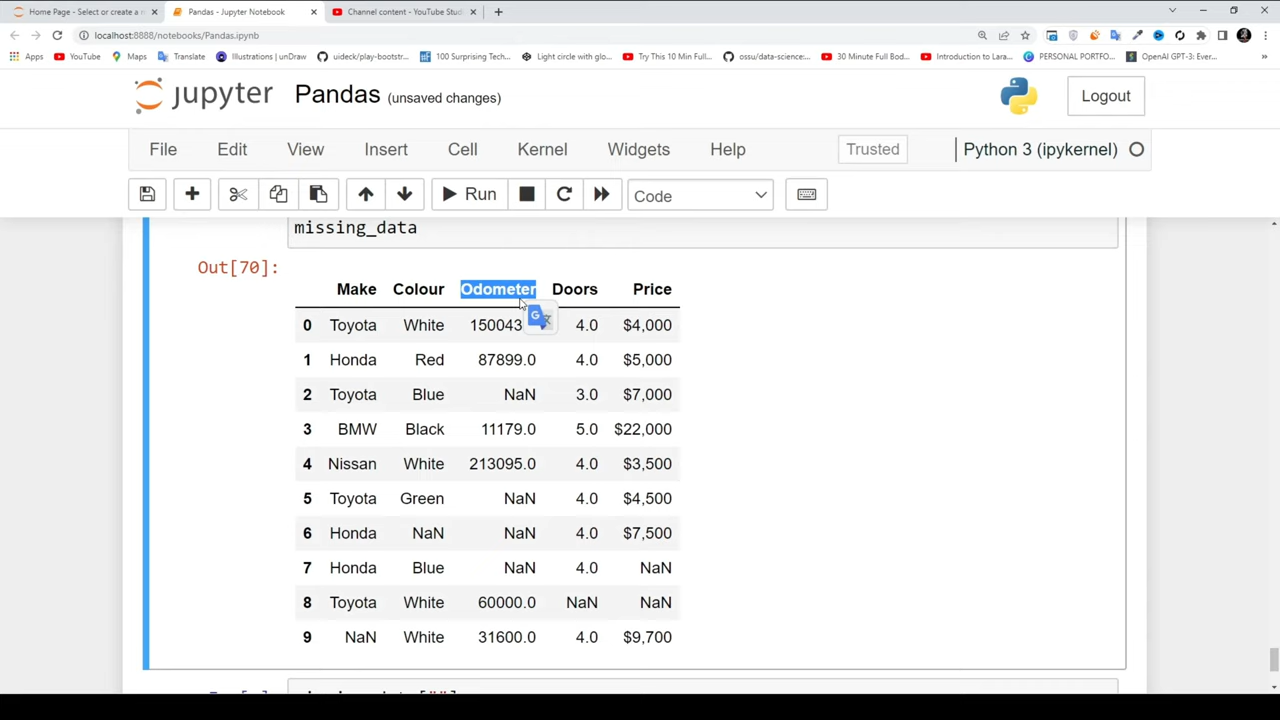 Home Page - Select or create a n
Pandas - Jupyter Notebook
Channel content - YouTube Stud
localhost:8888/notebooks/Pandas.ipynb
Apps YouTube Maps Translate Illustrations | unDraw uideck/play-bootstr... 100 Surprising Tech... Light circle with glo... Try This 10 Min Full... ossu/data-science:... 30 Minute Full Bod... Introduction to Lara... PERSONAL PORTFO... OpenAI GPT-3: Ever... »
jupyter Pandas (unsaved changes) Logout
File Edit View Insert Cell Kernel Widgets Help Trusted Python 3 (ipykernel)
Run Code
missing_data
Out[70]:
Make Colour Odometer Doors Price
0 Toyota White 150043 4.0 $4,000
1 Honda Red 87899.0 4.0 $5,000
2 Toyota Blue NaN 3.0 $7,000
3 BMW Black 11179.0 5.0 $22,000
4 Nissan White 213095.0 4.0 $3,500
5 Toyota Green NaN 4.0 $4,500
6 Honda NaN NaN 4.0 $7,500
7 Honda Blue NaN 4.0 NaN
8 Toyota White 60000.0 NaN NaN
9 NaN White 31600.0 4.0 $9,700